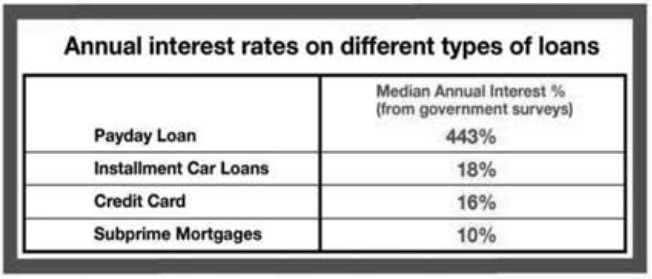 Annual interest rates on different types of loans
Median Annual Interest %
(from government surveys)
Payday Loan 443%
Installment Car Loans 18%
Credit Card 16%
Subprime Mortgages 10%